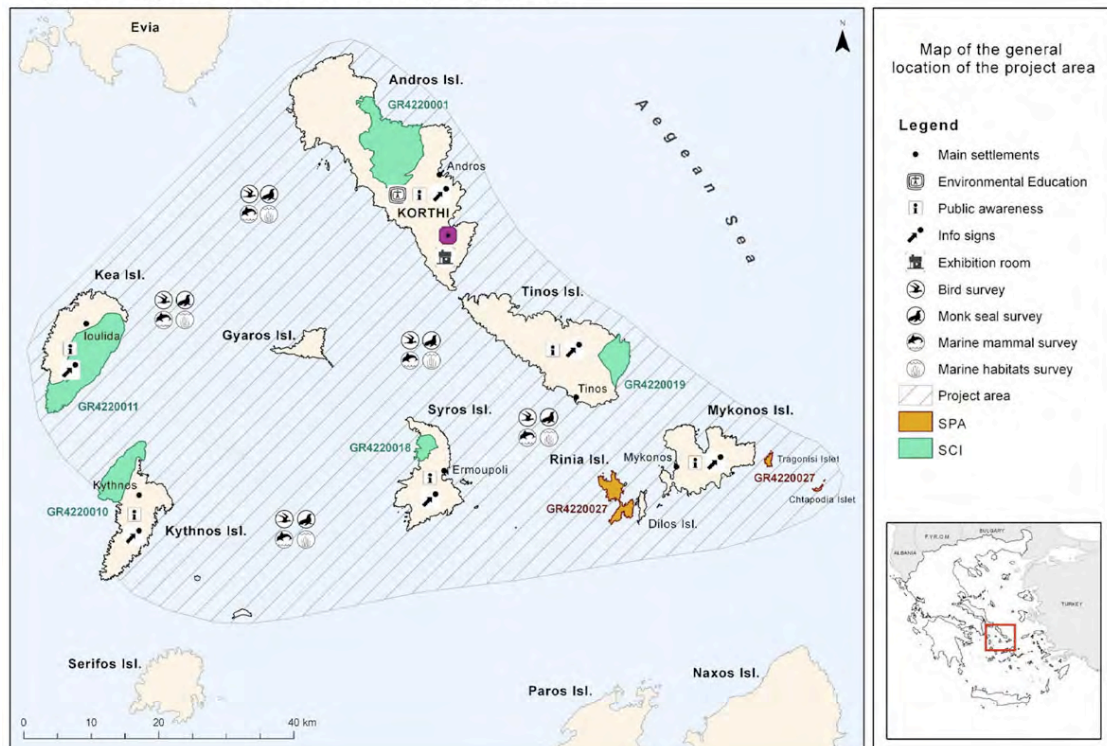 Evia
N
Andros Isl.
GR4220001
Aegean Sea
Andros
KORTHI
Kea Isl.
Ioulida
Gyaros Isl.
Tinos Isl.
GR4220011
Tinos
GR4220019
Syros Isl.
Mykonos Isl.
GR4220018
Ermoupoli
Rinia Isl.
Mykonos
Tragonisi Islet
GR4220027
Kythnos
GR4220027
Chtapodia Islet
GR4220010
Kythnos Isl.
Dilos Isl.
Serifos Isl.
Paros Isl.
Naxos Isl.
0 10 20 40 km
Map of the general
location of the project area
Legend
Main settlements
Environmental Education
Public awareness
Info signs
Exhibition room
Bird survey
Monk seal survey
Marine mammal survey
Marine habitats survey
Project area
SPA
SCI
BULGARY
F.Y.R.O.M.
ALBANIA
TURKEY